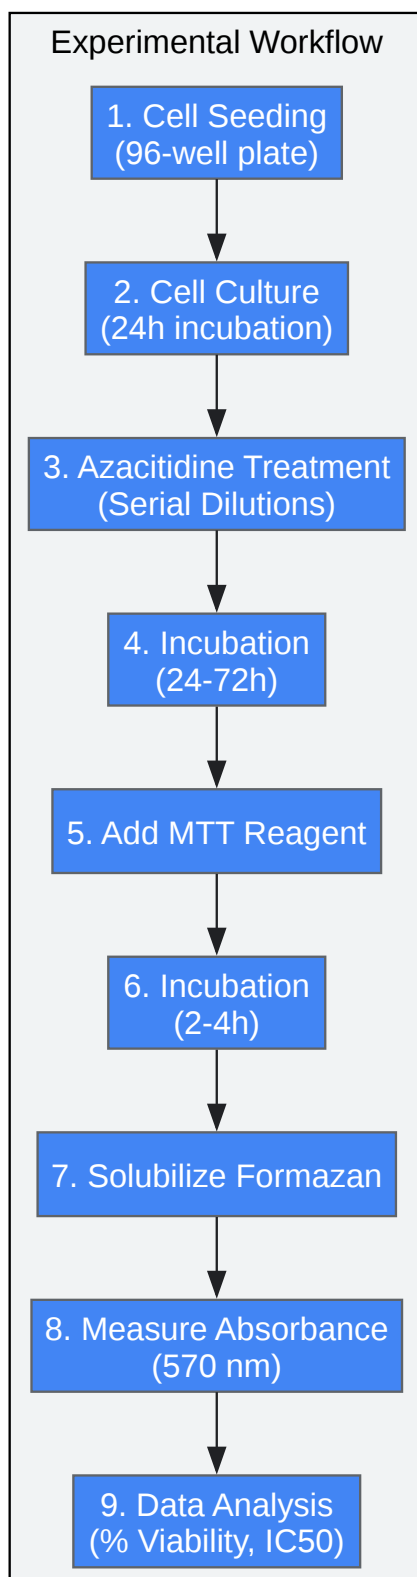 Experimental Workflow
1. Cell Seeding
(96-well plate)
2. Cell Culture
(24h incubation)
3. Azacitidine Treatment
(Serial Dilutions)
4. Incubation
(24-72h)
5. Add MTT Reagent
6. Incubation
(2-4h)
7. Solubilize Formazan
8. Measure Absorbance
(570 nm)
9. Data Analysis
(% Viability, IC50)